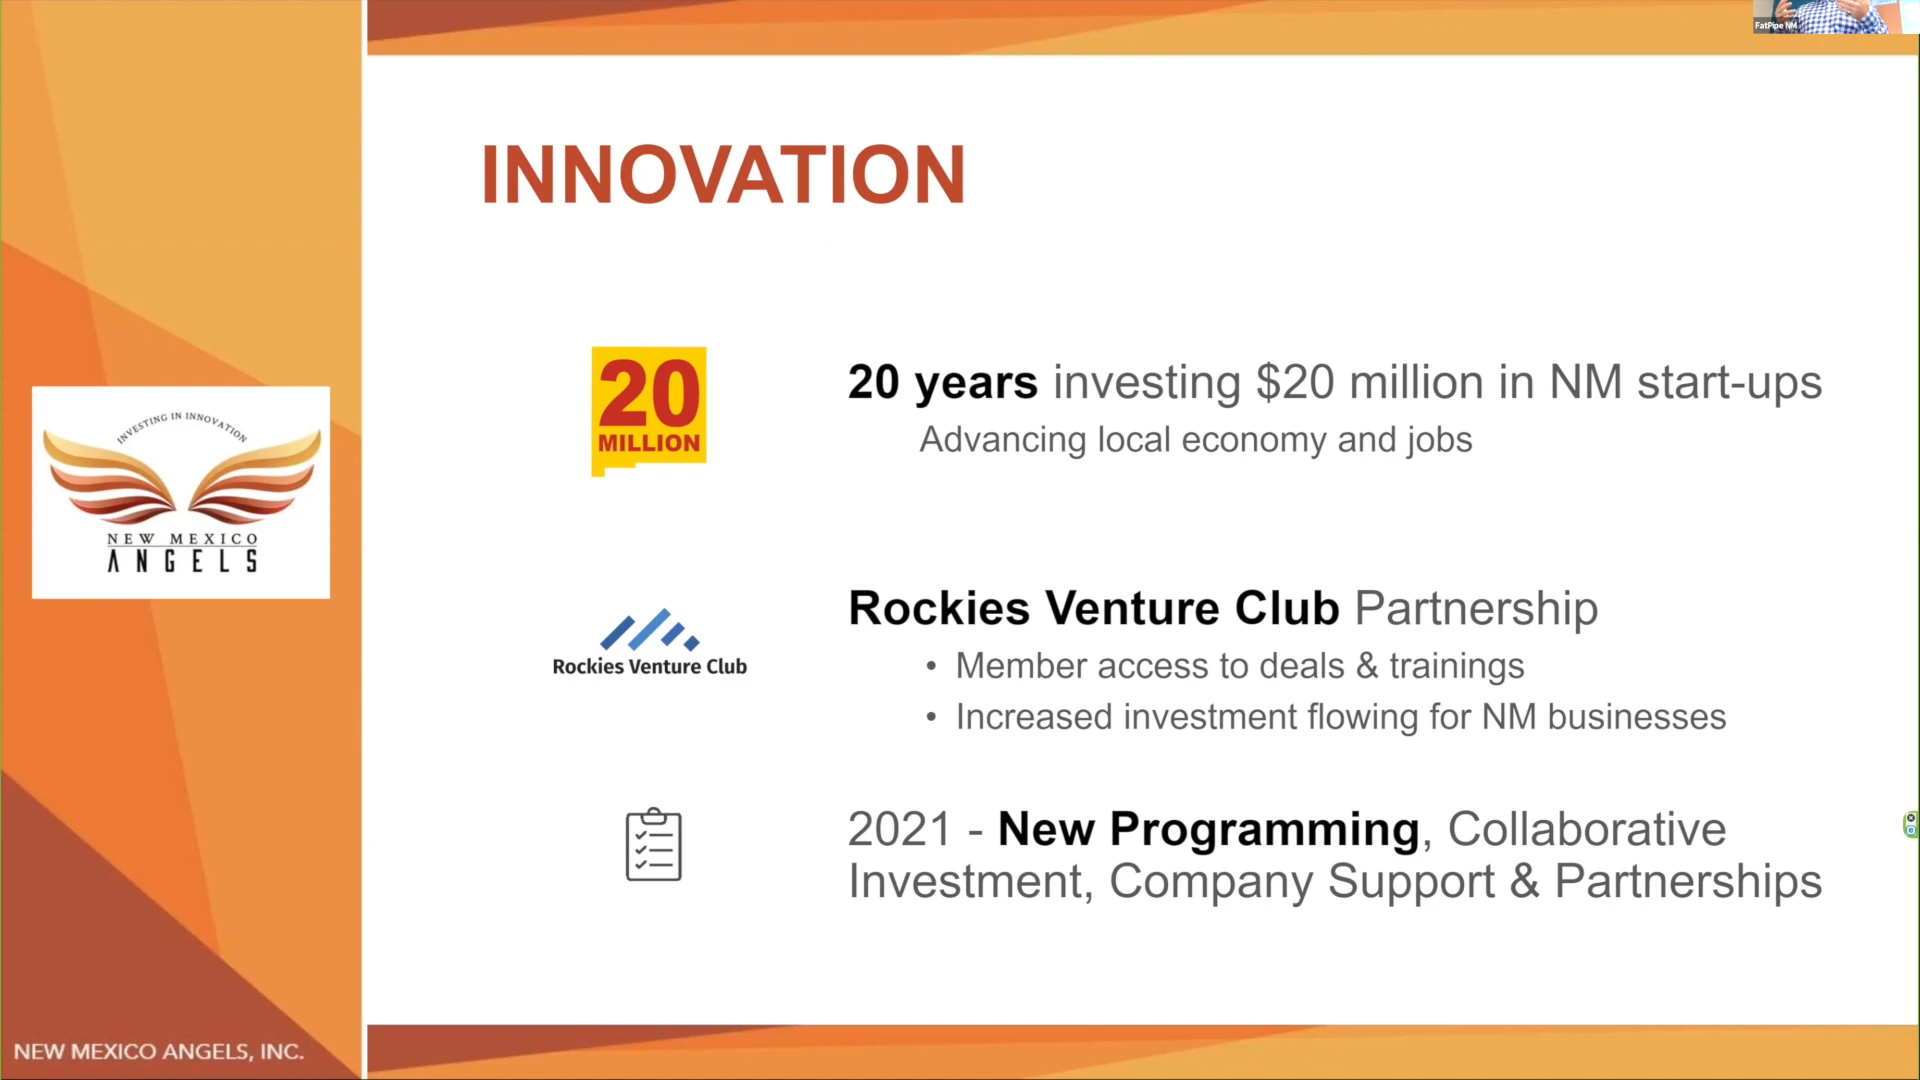 FatPipe NM
INNOVATION
20
MILLION
20 years investing $20 million in NM start-ups
Advancing local economy and jobs
INVESTING IN INNOVATION
NEW MEXICO
ANGELS
Rockies Venture Club
Rockies Venture Club Partnership
• Member access to deals & trainings
• Increased investment flowing for NM businesses
2021 - New Programming, Collaborative
Investment, Company Support & Partnerships
NEW MEXICO ANGELS, INC.